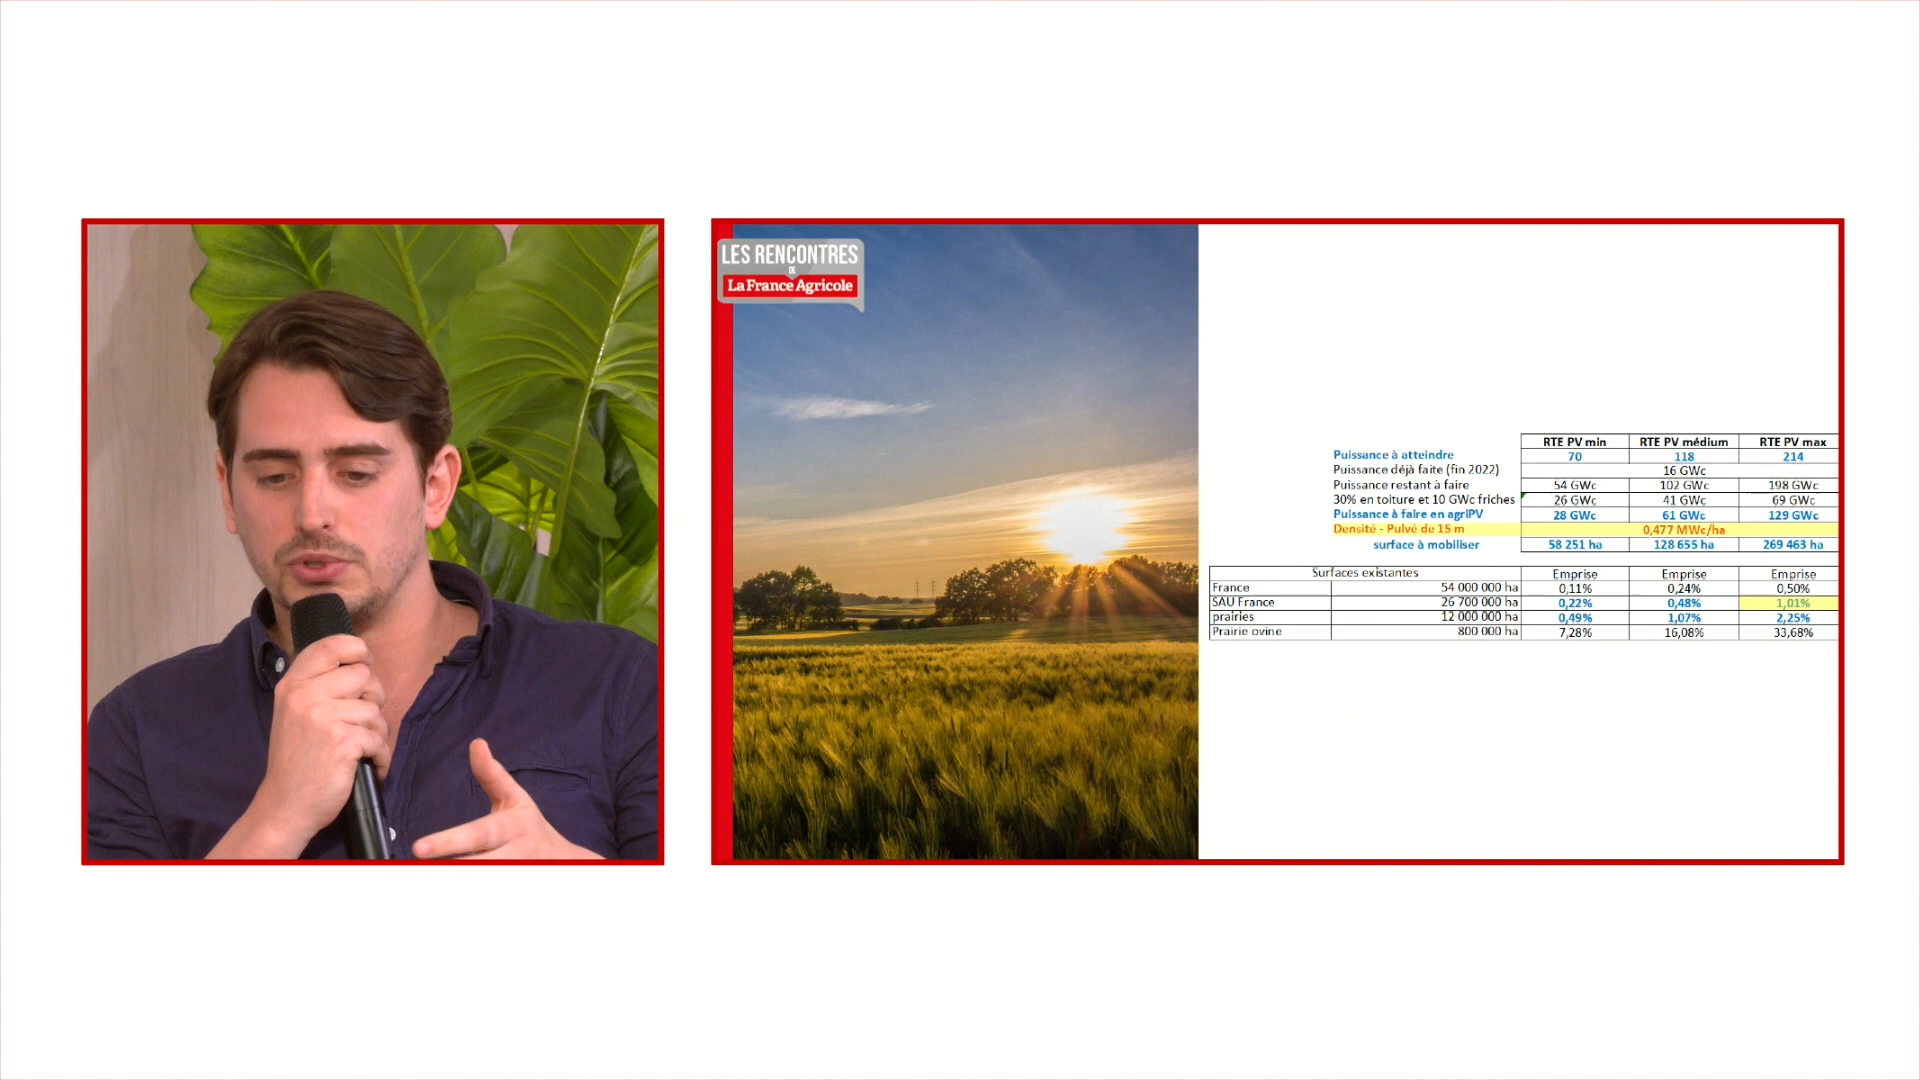 LES RENCONTRES
DE
La France Agricole
RTE PV min RTE PV médium RTE PV max
Puissance à atteindre 70 118 214
Puissance déjà faite (fin 2022) 16 GWc
Puissance restant à faire 54 GWc 102 GWc 198 GWc
30% en toiture et 10 GWc friches 26 GWc 41 GWc 69 GWc
Puissance à faire en agriPV 28 GWc 61 GWc 129 GWc
Densité - Pulvé de 15 m 0,477 MWc/ha
surface à mobiliser 58 251 ha 128 655 ha 269 463 ha
Surfaces existantes Emprise Emprise Emprise
France 54 000 000 ha 0,11% 0,24% 0,50%
SAU France 26 700 000 ha 0,22% 0,48% 1,01%
prairies 12 000 000 ha 0,49% 1,07% 2,25%
Prairie ovine 800 000 ha 7,28% 16,08% 33,68%